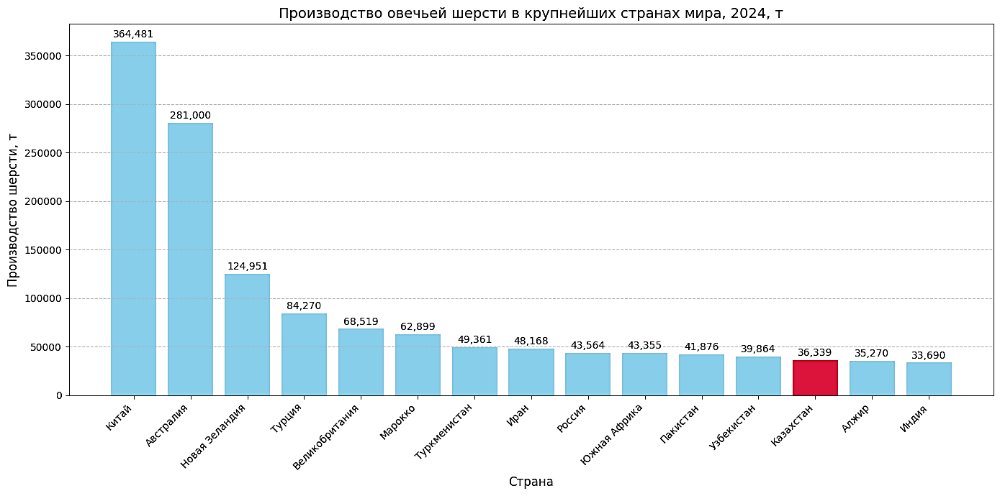 Производство овечьей шерсти в крупнейших странах мира, 2024, т
Производство шерсти, т
350000
300000
250000
200000
150000
100000
50000
0
364,481
281,000
124,951
84,270
68,519
62,899
49,361
48,168
43,564
43,355
41,876
39,864
36,339
35,270
33,690
Китай
Австралия
Новая Зеландия
Турция
Великобритания
Марокко
Туркменистан
Иран
Россия
Южная Африка
Пакистан
Узбекистан
Казахстан
Алжир
Индия
Страна